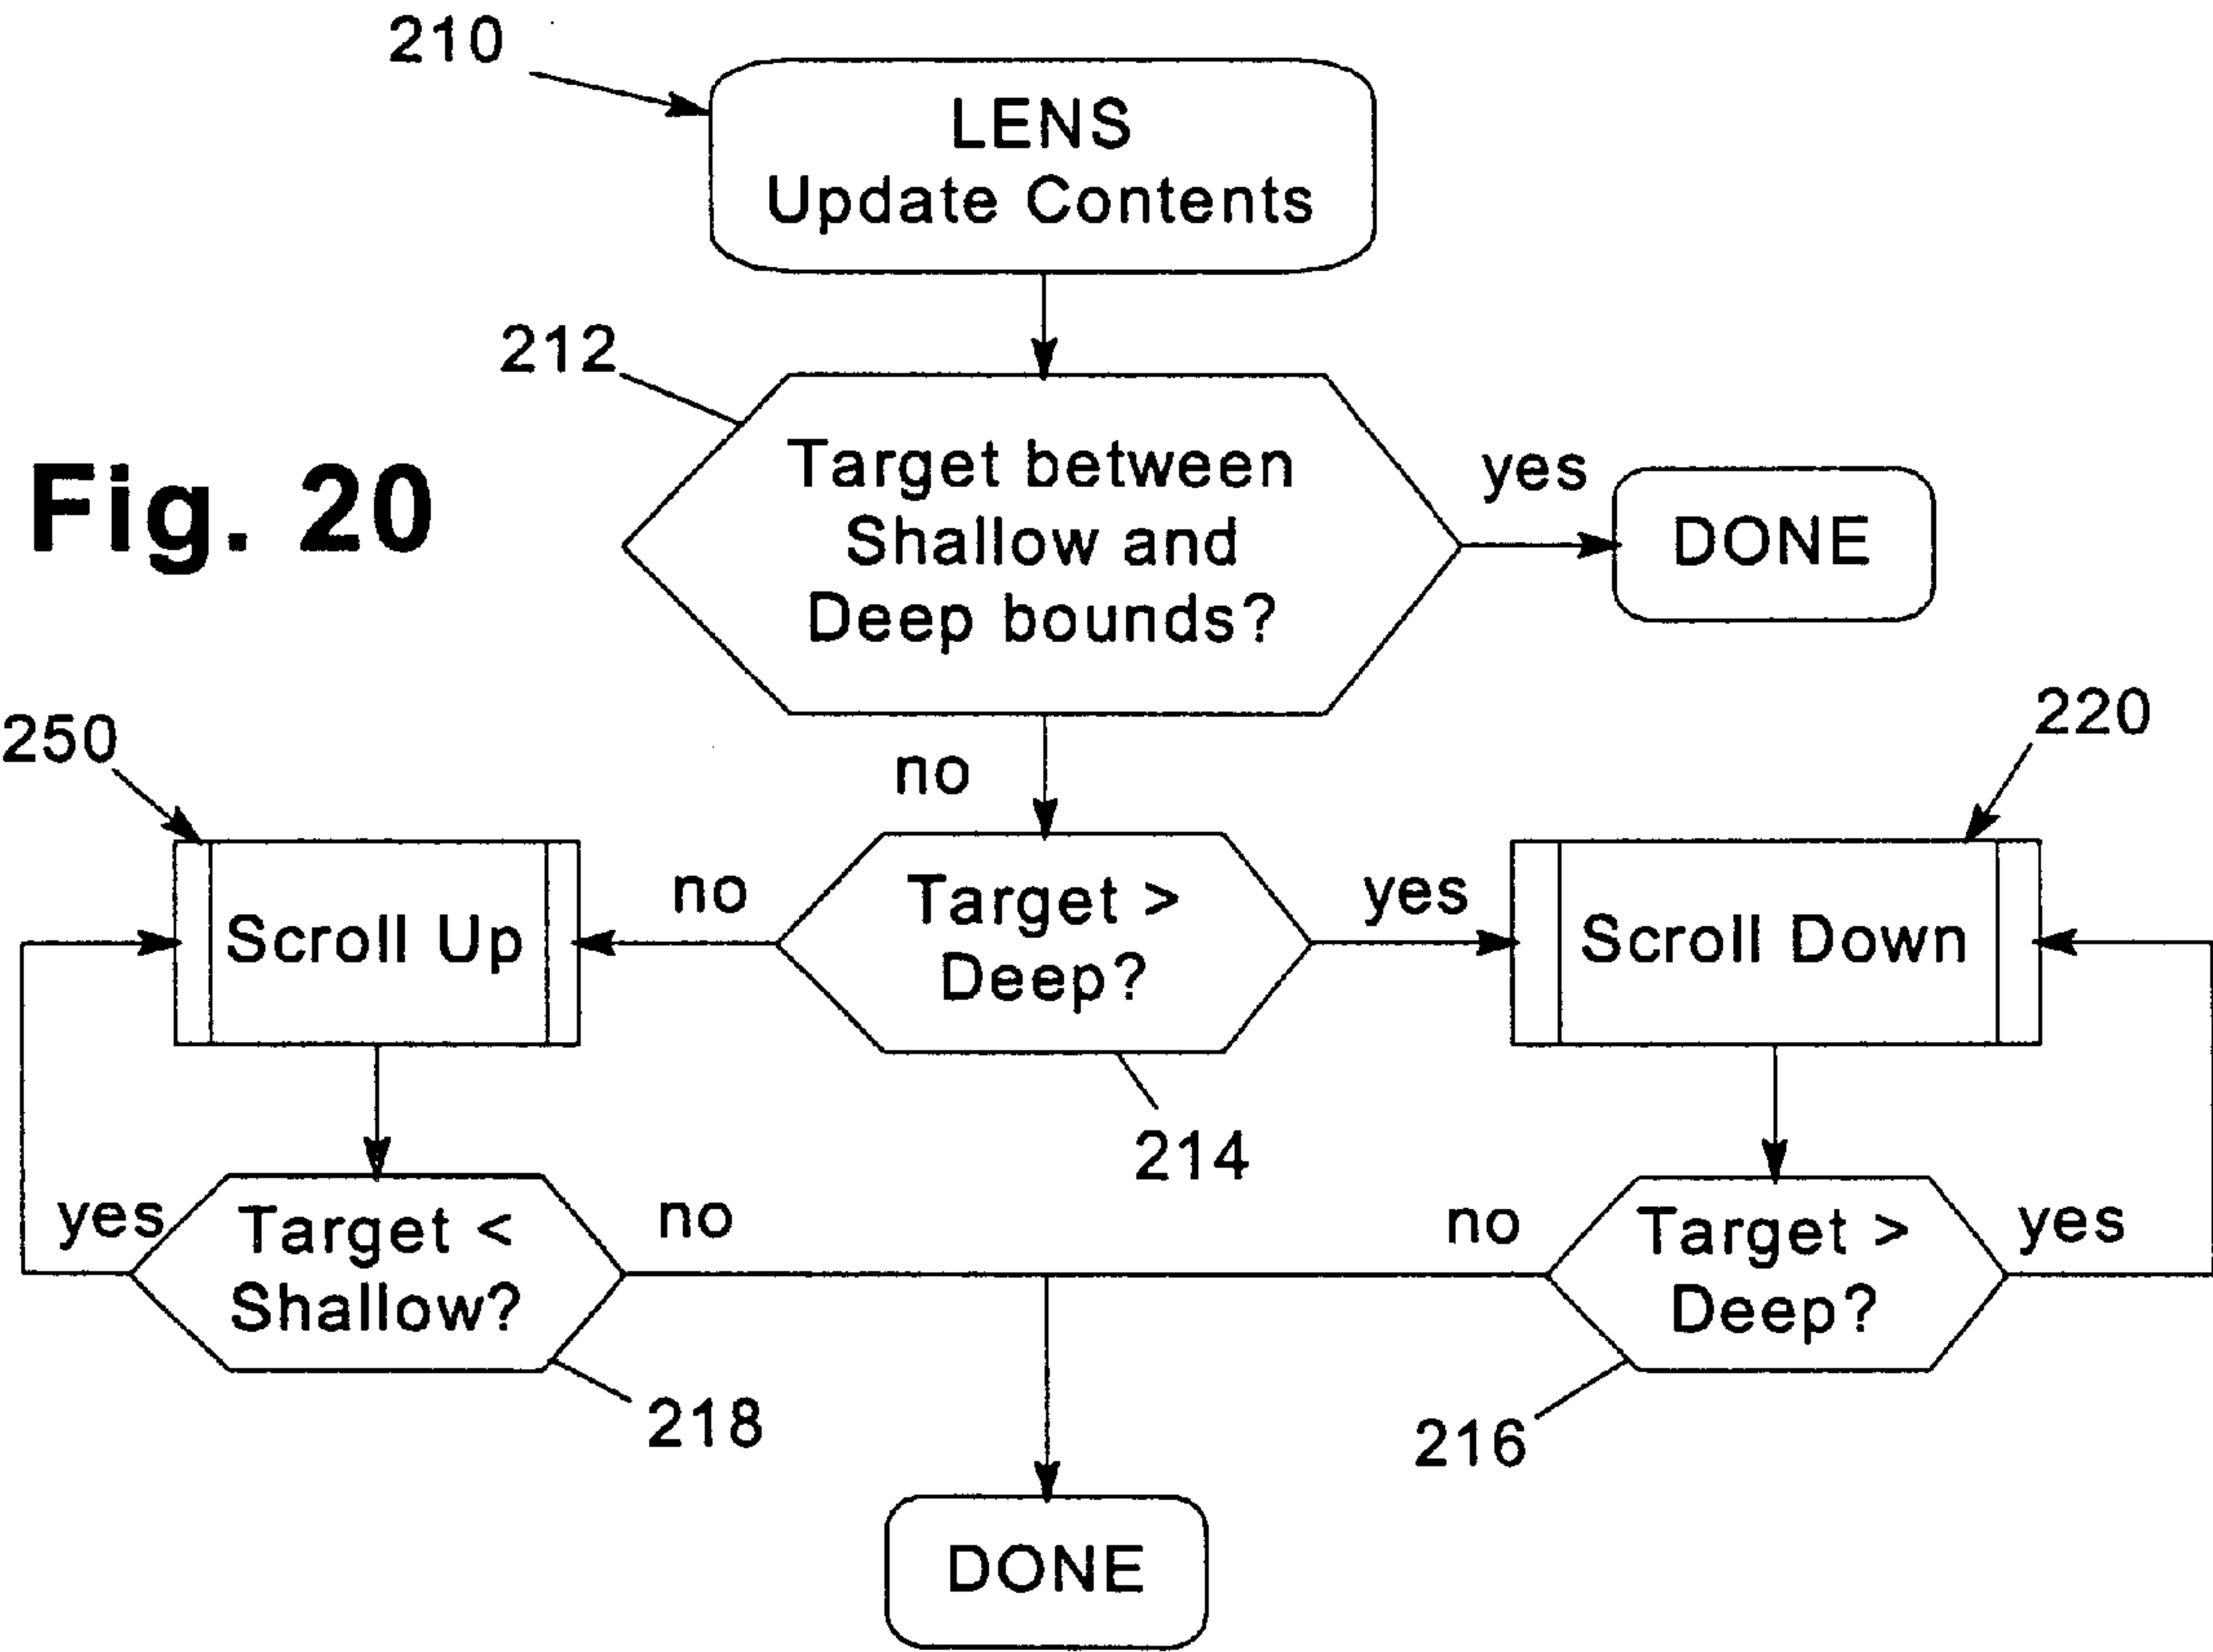 210
LENS
Update Contents
212
Target between
Shallow and
Deep bounds?
yes
DONE
Fig. 20
no
250
220
Scroll Up
no
Target >
Deep?
yes
Scroll Down
214
yes
Target <
Shallow?
no
no
Target >
Deep?
yes
218
216
DONE